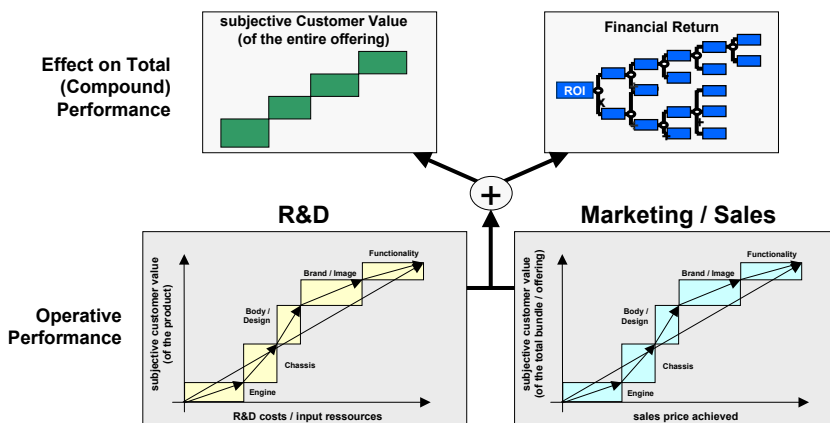 subjective Customer Value
(of the entire offering)
Financial Return
Effect on Total
(Compound)
Performance
ROI
x
+
+
+
R&D
Marketing / Sales
Operative
Performance
subjective customer value
(of the product)
Functionality
Brand / Image
Body /
Design
Chassis
Engine
R&D costs / input ressources
subjective customer value
(of the total bundle / offering)
Functionality
Brand / Image
Body /
Design
Chassis
Engine
sales price achieved